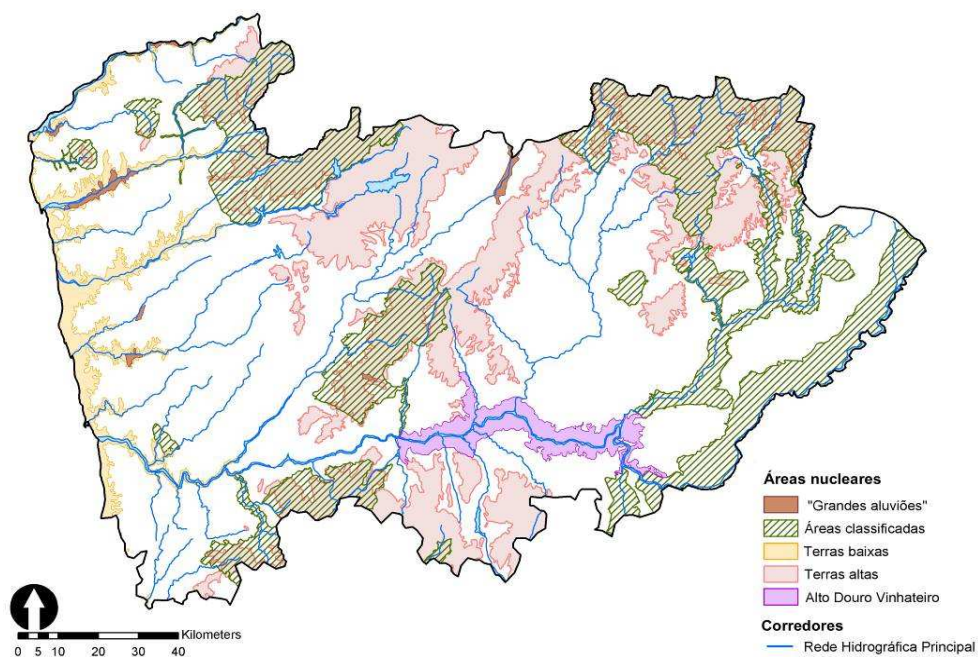 Áreas nucleares
"Grandes aluviões"
Áreas classificadas
Terras baixas
Terras altas
Alto Douro Vinhateiro
Corredores
Rede Hidrográfica Principal
Kilometers
0 5 10 20 30 40